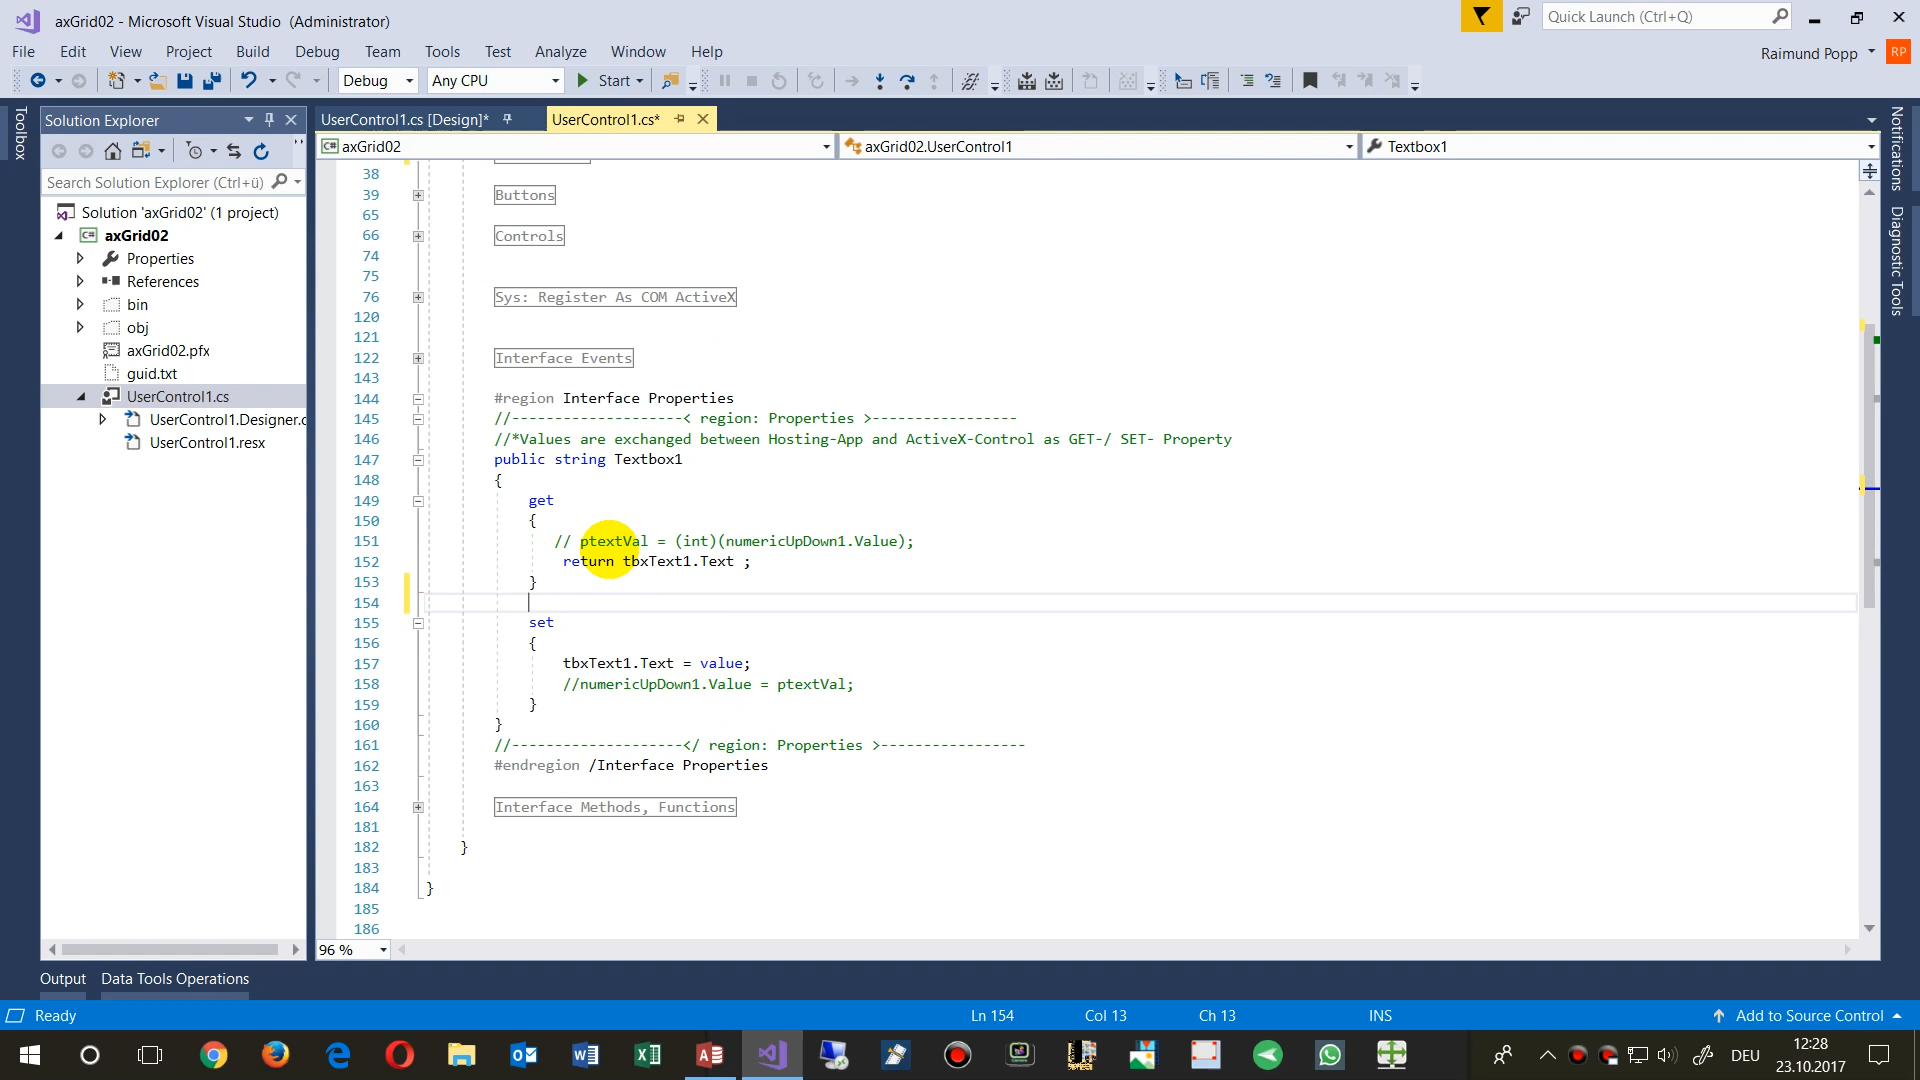 axGrid02 - Microsoft Visual Studio (Administrator)
Quick Launch (Ctrl+Q)
File Edit View Project Build Debug Team Tools Test Analyze Window Help
Raimund Popp
RP
Debug Any CPU Start
Toolbox
Solution Explorer
Search Solution Explorer (Ctrl+ü)
Solution 'axGrid02' (1 project)
axGrid02
Properties
References
bin
obj
axGrid02.pfx
guid.txt
UserControl1.cs
UserControl1.Designer.c
UserControl1.resx
UserControl1.cs [Design]*
UserControl1.cs*
axGrid02
axGrid02.UserControl1
Textbox1
38
39 Buttons
65
66 Controls
74
75
76 Sys: Register As COM ActiveX
120
121
122 Interface Events
143
144 #region Interface Properties
145 //--------------------< region: Properties >-----------------
146 //*Values are exchanged between Hosting-App and ActiveX-Control as GET-/ SET- Property
147 public string Textbox1
148 {
149 get
150 {
151 // ptextVal = (int)(numericUpDown1.Value);
152 return tbxText1.Text ;
153 }
154
155 set
156 {
157 tbxText1.Text = value;
158 //numericUpDown1.Value = ptextVal;
159 }
160 }
161 //--------------------</ region: Properties >-----------------
162 #endregion /Interface Properties
163
164 Interface Methods, Functions
181
182 }
183
184 }
185
186
96 %
Notifications
Diagnostic Tools
Output Data Tools Operations
Ready
Ln 154 Col 13 Ch 13 INS
Add to Source Control
DEU
12:28
23.10.2017